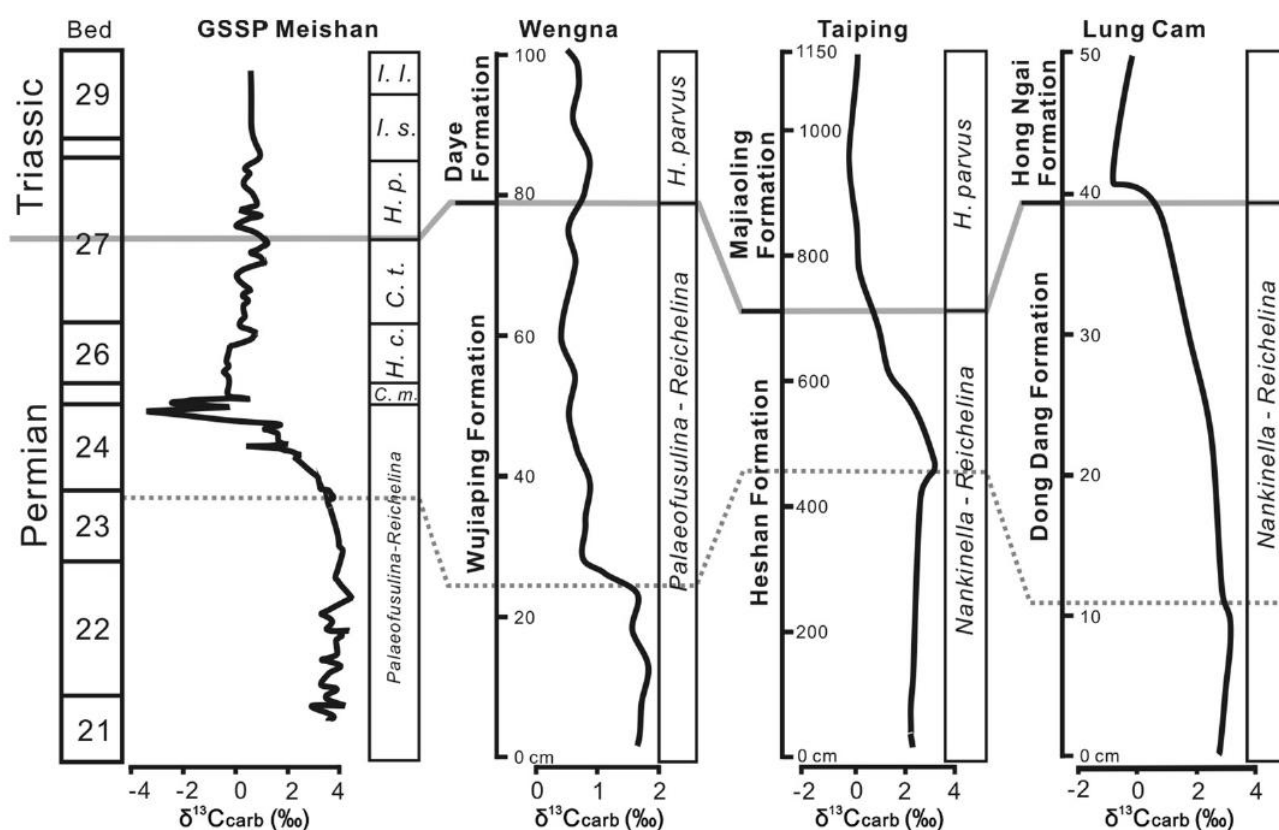 Bed
GSSP Meishan
Wengna
Taiping
Lung Cam
Triassic
Permian
29
27
26
24
23
22
21
I. l.
I. s.
H. p.
C. t.
H. c.
C. m.
Palaeofusulina-Reichelina
-4 -2 0 2 4
δ¹³Ccarb (‰)
Daye
Formation
Wujiaping Formation
100
80
60
40
20
0 cm
H. parvus
Palaeofusulina - Reichelina
0 1 2
δ¹³Ccarb (‰)
Majiaoling
Formation
Heshan Formation
1150
1000
800
600
400
200
0 cm
H. parvus
Nankinella - Reichelina
-2 0 2 4
δ¹³Ccarb (‰)
Hong Ngai
Formation
Dong Dang Formation
50
40
30
20
10
0 cm
Nankinella - Reichelina
-2 0 2 4
δ¹³Ccarb (‰)